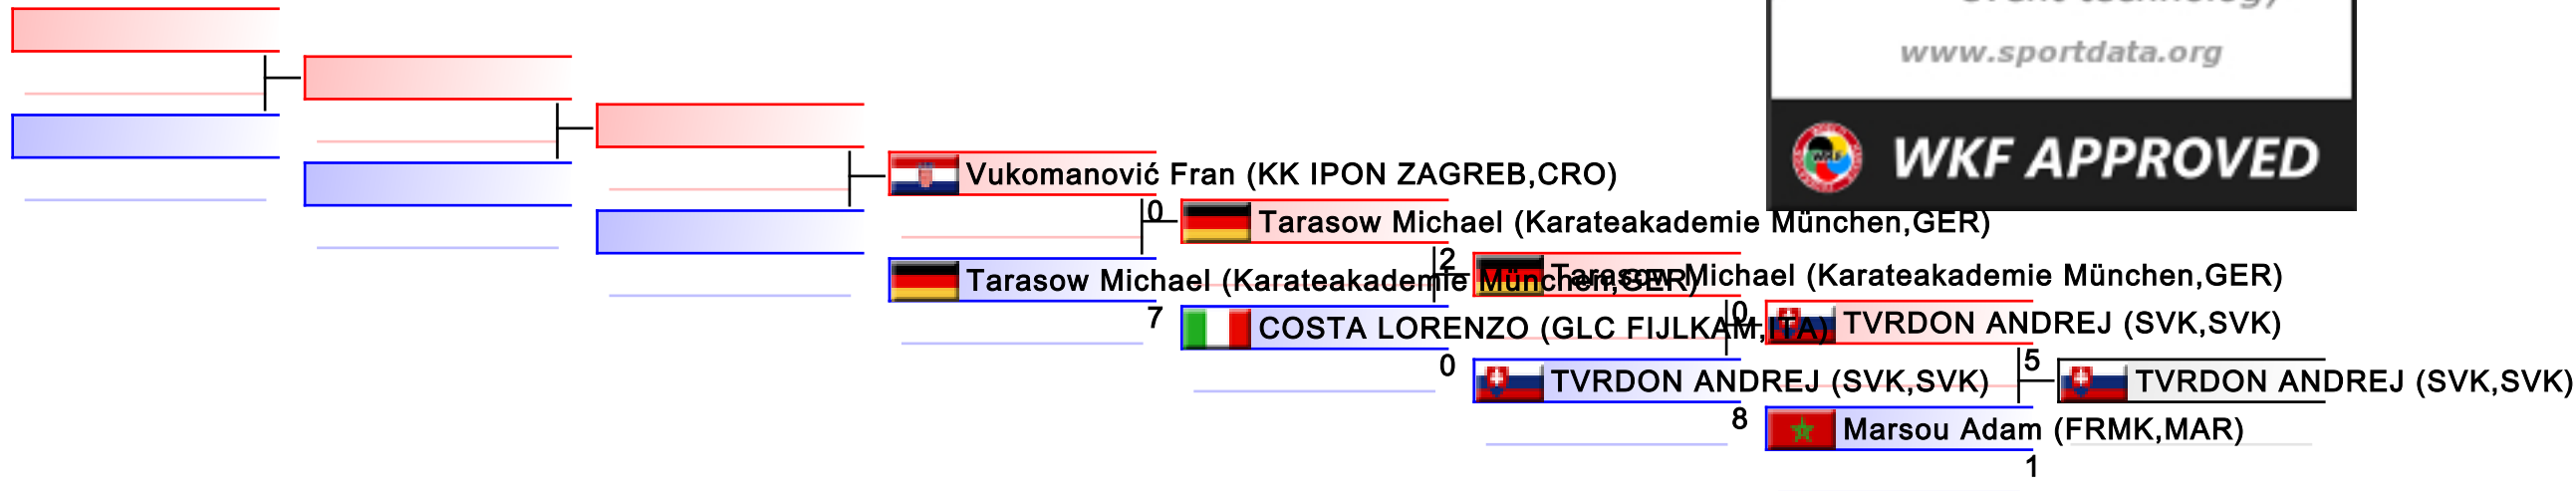 www.sportdata.org
WKF APPROVED
Vukomanović Fran (KK IPON ZAGREB,CRO)
0
Tarasow Michael (Karateakademie München,GER)
2
Tarasow Michael (Karateakademie München,GER)
Tarasow Michael (Karateakademie München,GER)
7
0
COSTA LORENZO (GLC FIJLKAM,ITA)
TVRDON ANDREJ (SVK,SVK)
0
5
TVRDON ANDREJ (SVK,SVK)
TVRDON ANDREJ (SVK,SVK)
8
Marsou Adam (FRMK,MAR)
1